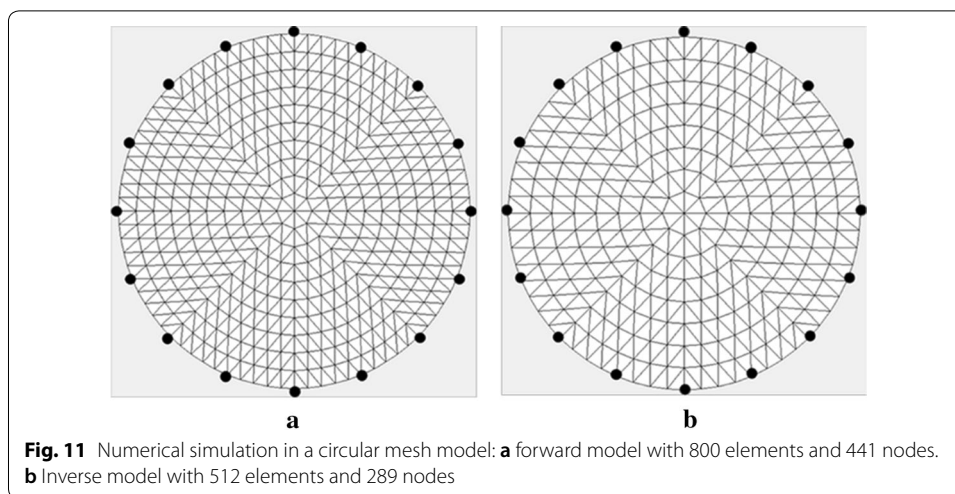 a
b
Fig. 11 Numerical simulation in a circular mesh model: a forward model with 800 elements and 441 nodes.
b Inverse model with 512 elements and 289 nodes